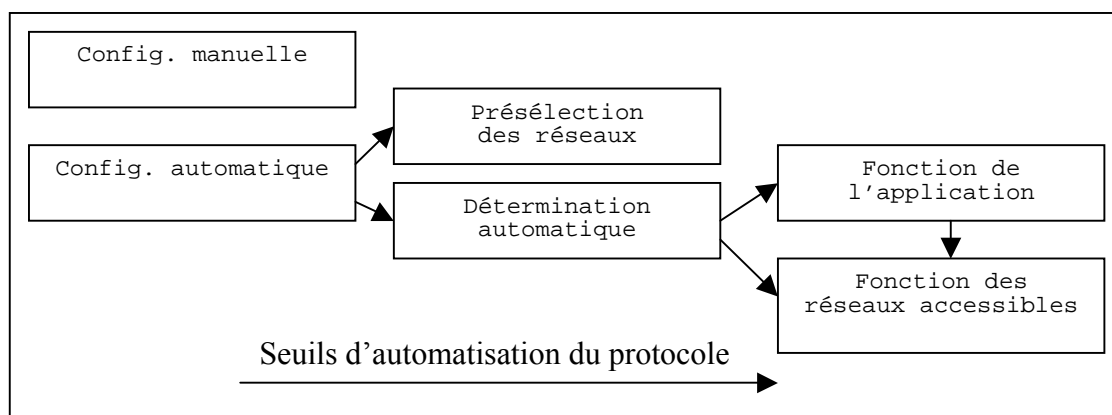 Config. manuelle
Présélection
des réseaux
Config. automatique
Fonction de
l’application
Détermination
automatique
Fonction des
réseaux accessibles
Seuils d’automatisation du protocole